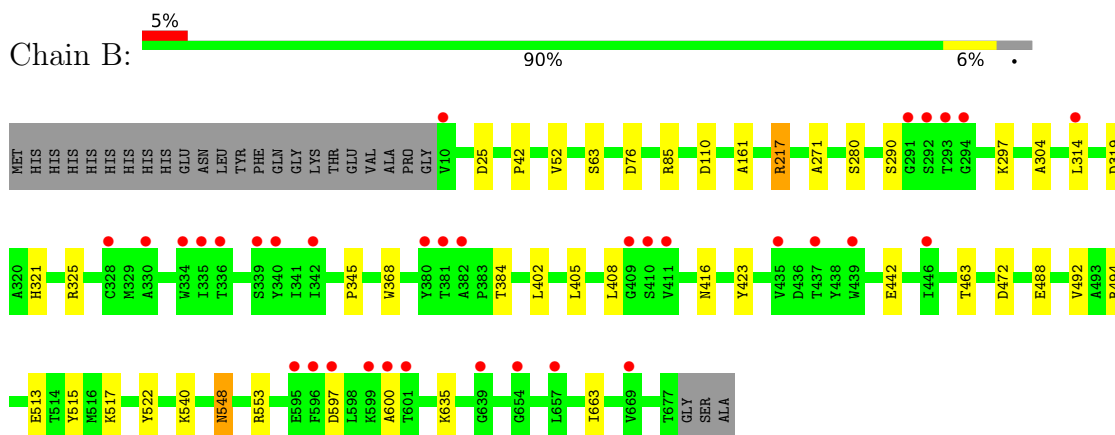 5%
Chain B:
90% 6% •
MET HIS HIS HIS HIS HIS HIS HIS HIS GLU ASN LEU TYR PHE GLN GLY LYS THR GLU VAL ALA PRO GLY V10 D25 P42 V52 S63 D76 R85 D110 A161 R217 A271 S280 S290 G291 S292 T293 G294 K297 A304 L314 D319
A320 H321 R325 C328 M329 A330 W334 I335 T336 S339 Y340 I341 I342 P345 W368 Y380 T381 A382 P383 T384 L402 L405 L408 G409 S410 V411 N416 Y423 V435 D436 T437 Y438 W439 E442 I446 T463 D472 E488 V492 A493
E513 T514 Y515 M516 K517 Y522 K540 N548 R553 E595 F596 D597 L598 K599 A600 T601 K635 G639 G654 L657 I663 V669 T677 GLY SER ALA